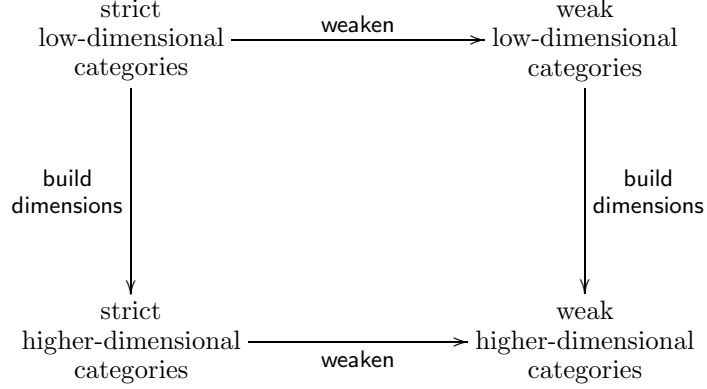 strict
low-dimensional
categories
weaken
weak
low-dimensional
categories
build
dimensions
build
dimensions
strict
higher-dimensional
categories
weaken
weak
higher-dimensional
categories